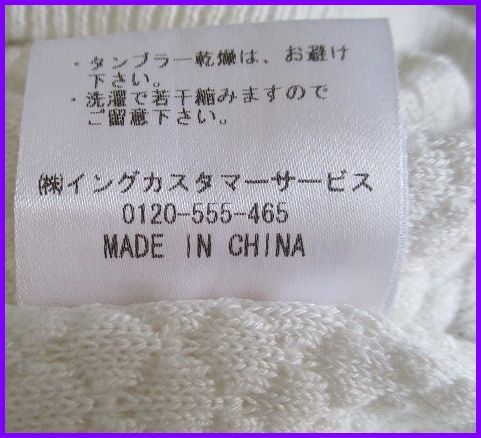 ・タンブラー乾燥は、お避け
下さい。
・洗濯で若干縮みますので
ご留意下さい。
㈱イングカスタマーサービス
0120-555-465
MADE IN CHINA